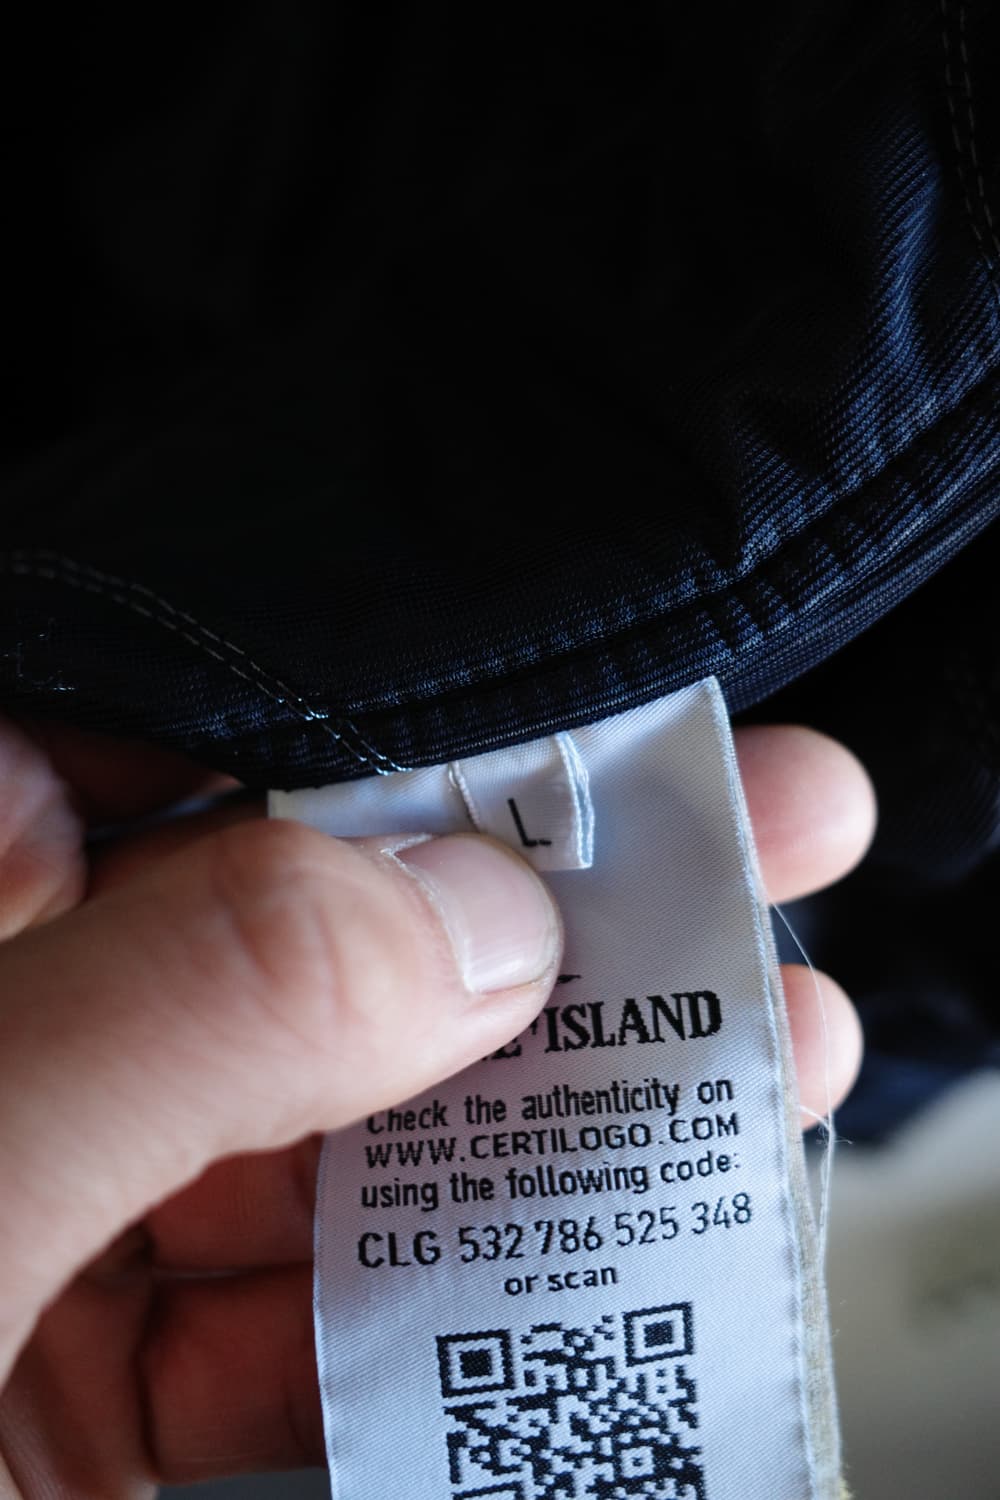 L
ISLAND
Check the authenticity on
WWW.CERTILOGO.COM
using the following code:
CLG 532 786 525 348
or scan